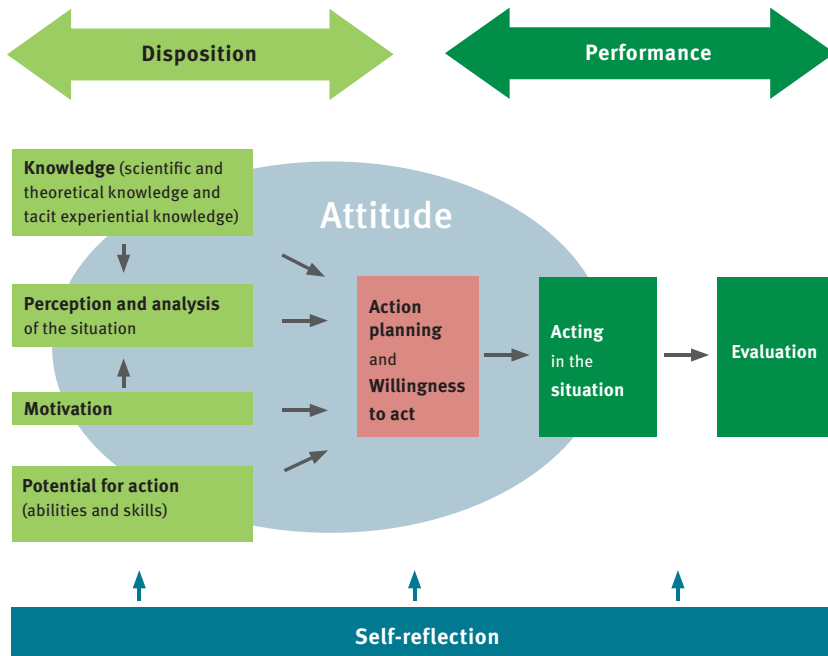 Disposition
Performance
Knowledge (scientific and
theoretical knowledge and
tacit experiential knowledge)
Attitude
Perception and analysis
of the situation
Motivation
Potential for action
(abilities and skills)
Action
planning
and
Willingness
to act
Acting
in the
situation
Evaluation
Self-reflection